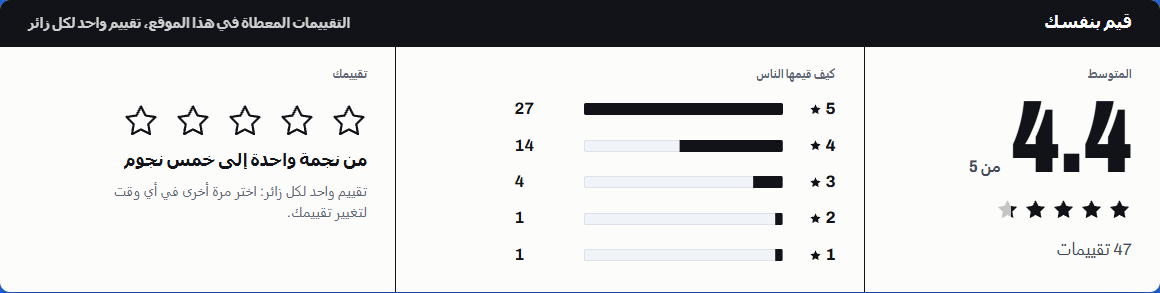 قيم بنفسك
التقييمات المعطاة في هذا الموقع، تقييم واحد لكل زائر
المتوسط
4.4 من 5
47 تقييمات
كيف قيمها الناس
5 ★ 27
4 ★ 14
3 ★ 4
2 ★ 1
1 ★ 1
تقييمك
من نجمة واحدة إلى خمس نجوم
تقييم واحد لكل زائر: اختر مرة أخرى في أي وقت
لتغيير تقييمك.